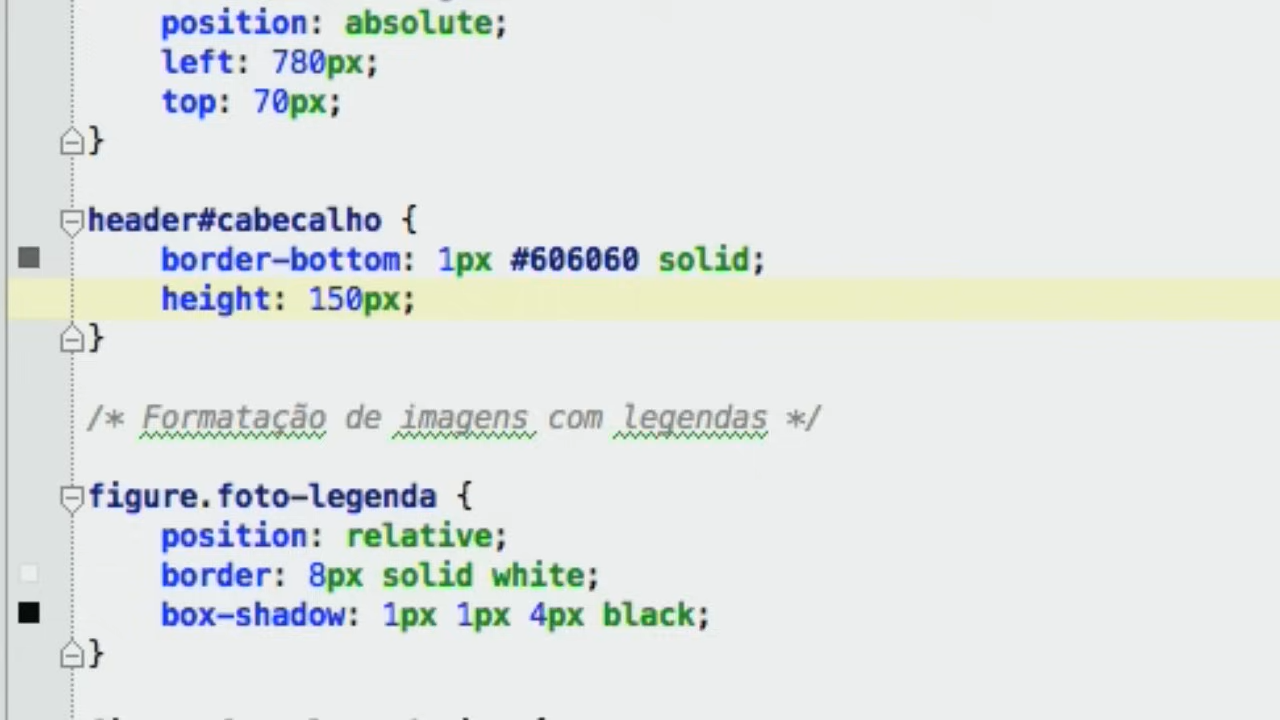 position: absolute;
left: 780px;
top: 70px;
}
header#cabecalho {
border-bottom: 1px #606060 solid;
height: 150px;
}
/* Formatação de imagens com legendas */
figure.foto-legenda {
position: relative;
border: 8px solid white;
box-shadow: 1px 1px 4px black;
}